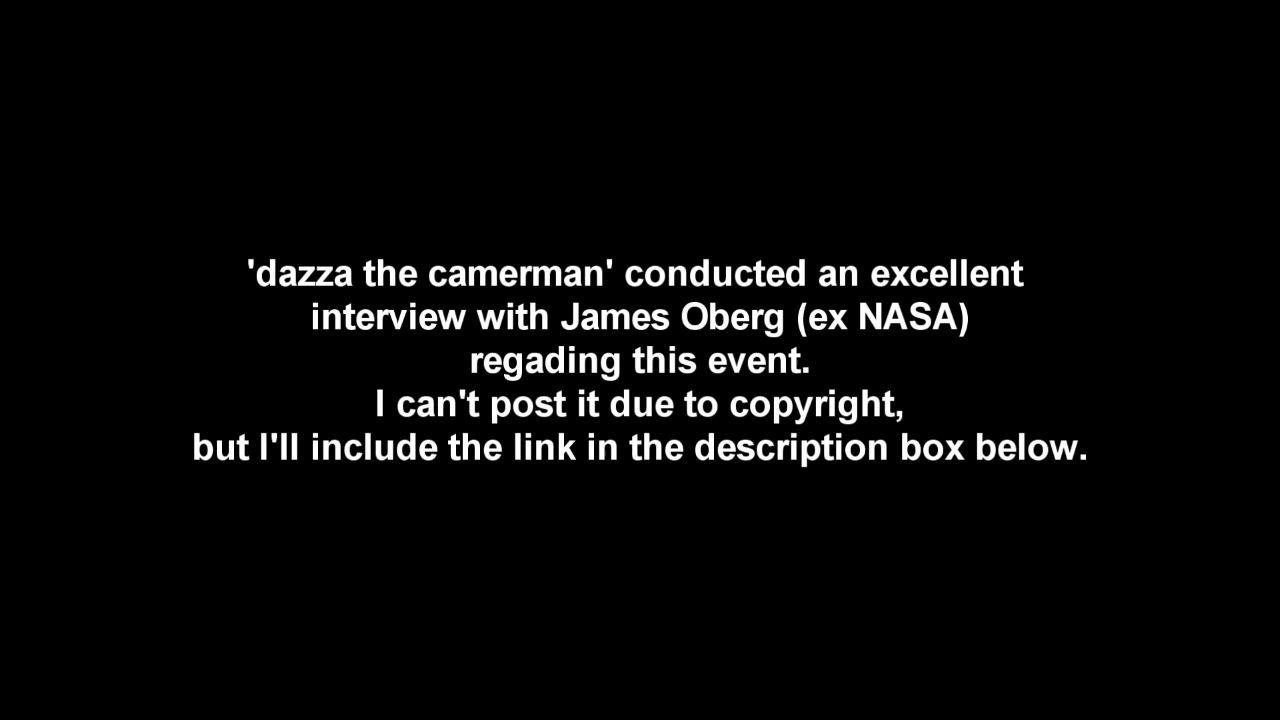 'dazza the camerman' conducted an excellent
interview with James Oberg (ex NASA)
regading this event.
I can't post it due to copyright,
but I'll include the link in the description box below.